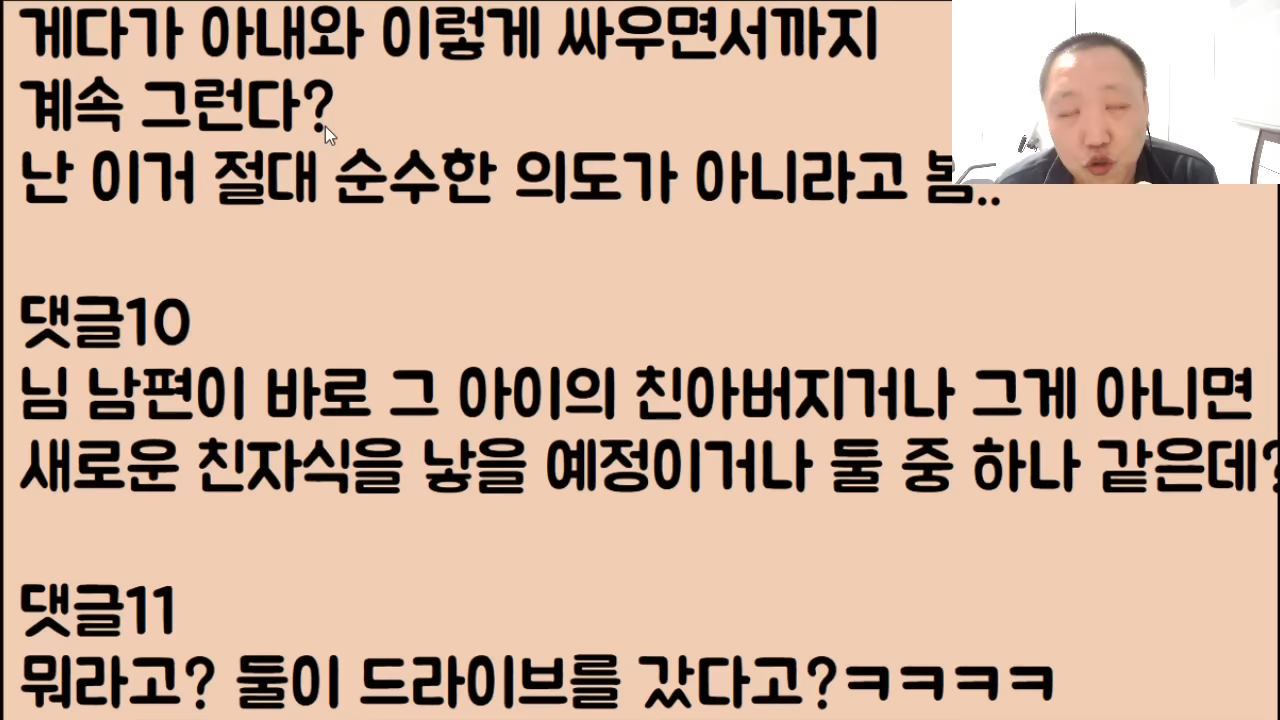 게다가 아내와 이렇게 싸우면서까지
계속 그런다?
난 이거 절대 순수한 의도가 아니라고 봄..
댓글10
님 남편이 바로 그 아이의 친아버지거나 그게 아니면
새로운 친자식을 낳을 예정이거나 둘 중 하나 같은데?
댓글11
뭐라고? 둘이 드라이브를 갔다고?ㅋㅋㅋㅋ